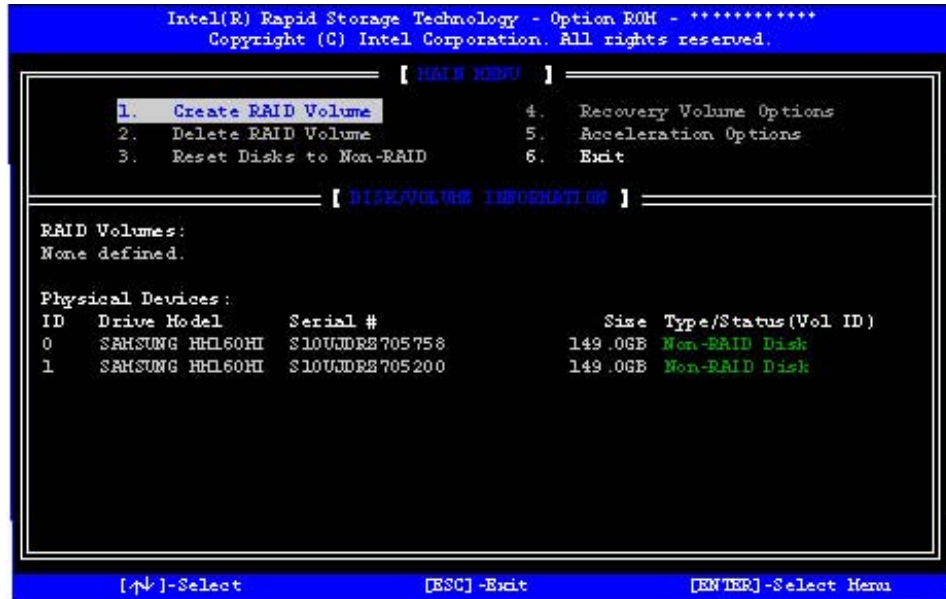 Intel(R) Rapid Storage Technology - Option ROM - ************
Copyright (C) Intel Corporation. All rights reserved.
[ MAIN MENU ]
1. Create RAID Volume
2. Delete RAID Volume
3. Reset Disks to Non-RAID
4. Recovery Volume Options
5. Acceleration Options
6. Exit
[ DISK/VOLUME INFORMATION ]
RAID Volumes:
None defined.
Physical Devices:
ID Drive Model Serial # Size Type/Status(Vol ID)
0 SAMSUNG HM160HI S10UJDRS705758 149.0GB Non-RAID Disk
1 SAMSUNG HM160HI S10UJDRS705200 149.0GB Non-RAID Disk
[↑↓]-Select [ESC]-Exit [ENTER]-Select Menu